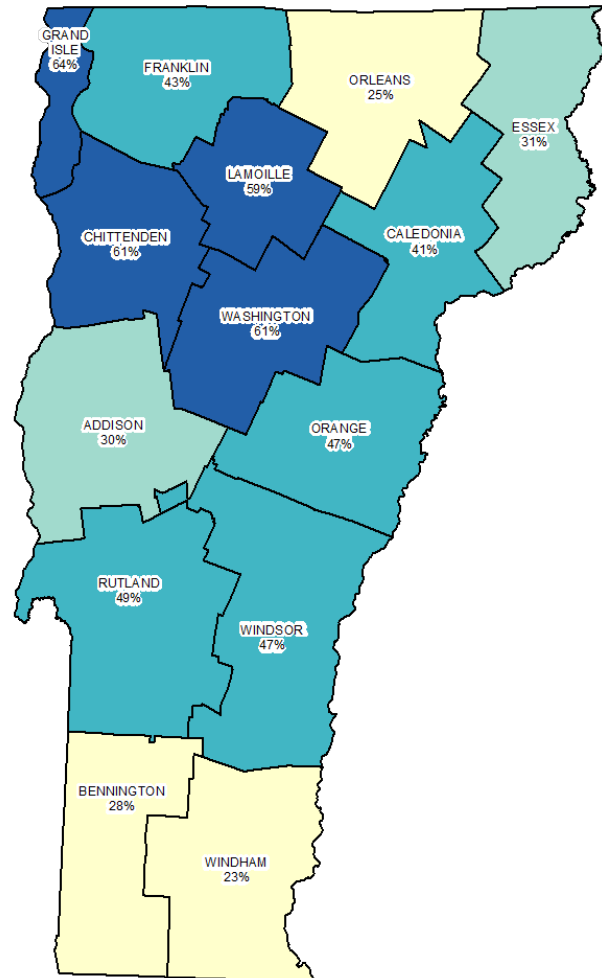 GRAND
ISLE
64%
FRANKLIN
43%
ORLEANS
25%
ESSEX
31%
LAMOILLE
59%
CHITTENDEN
61%
CALEDONIA
41%
WASHINGTON
61%
ADDISON
30%
ORANGE
47%
RUTLAND
49%
WINDSOR
47%
BENNINGTON
28%
WINDHAM
23%